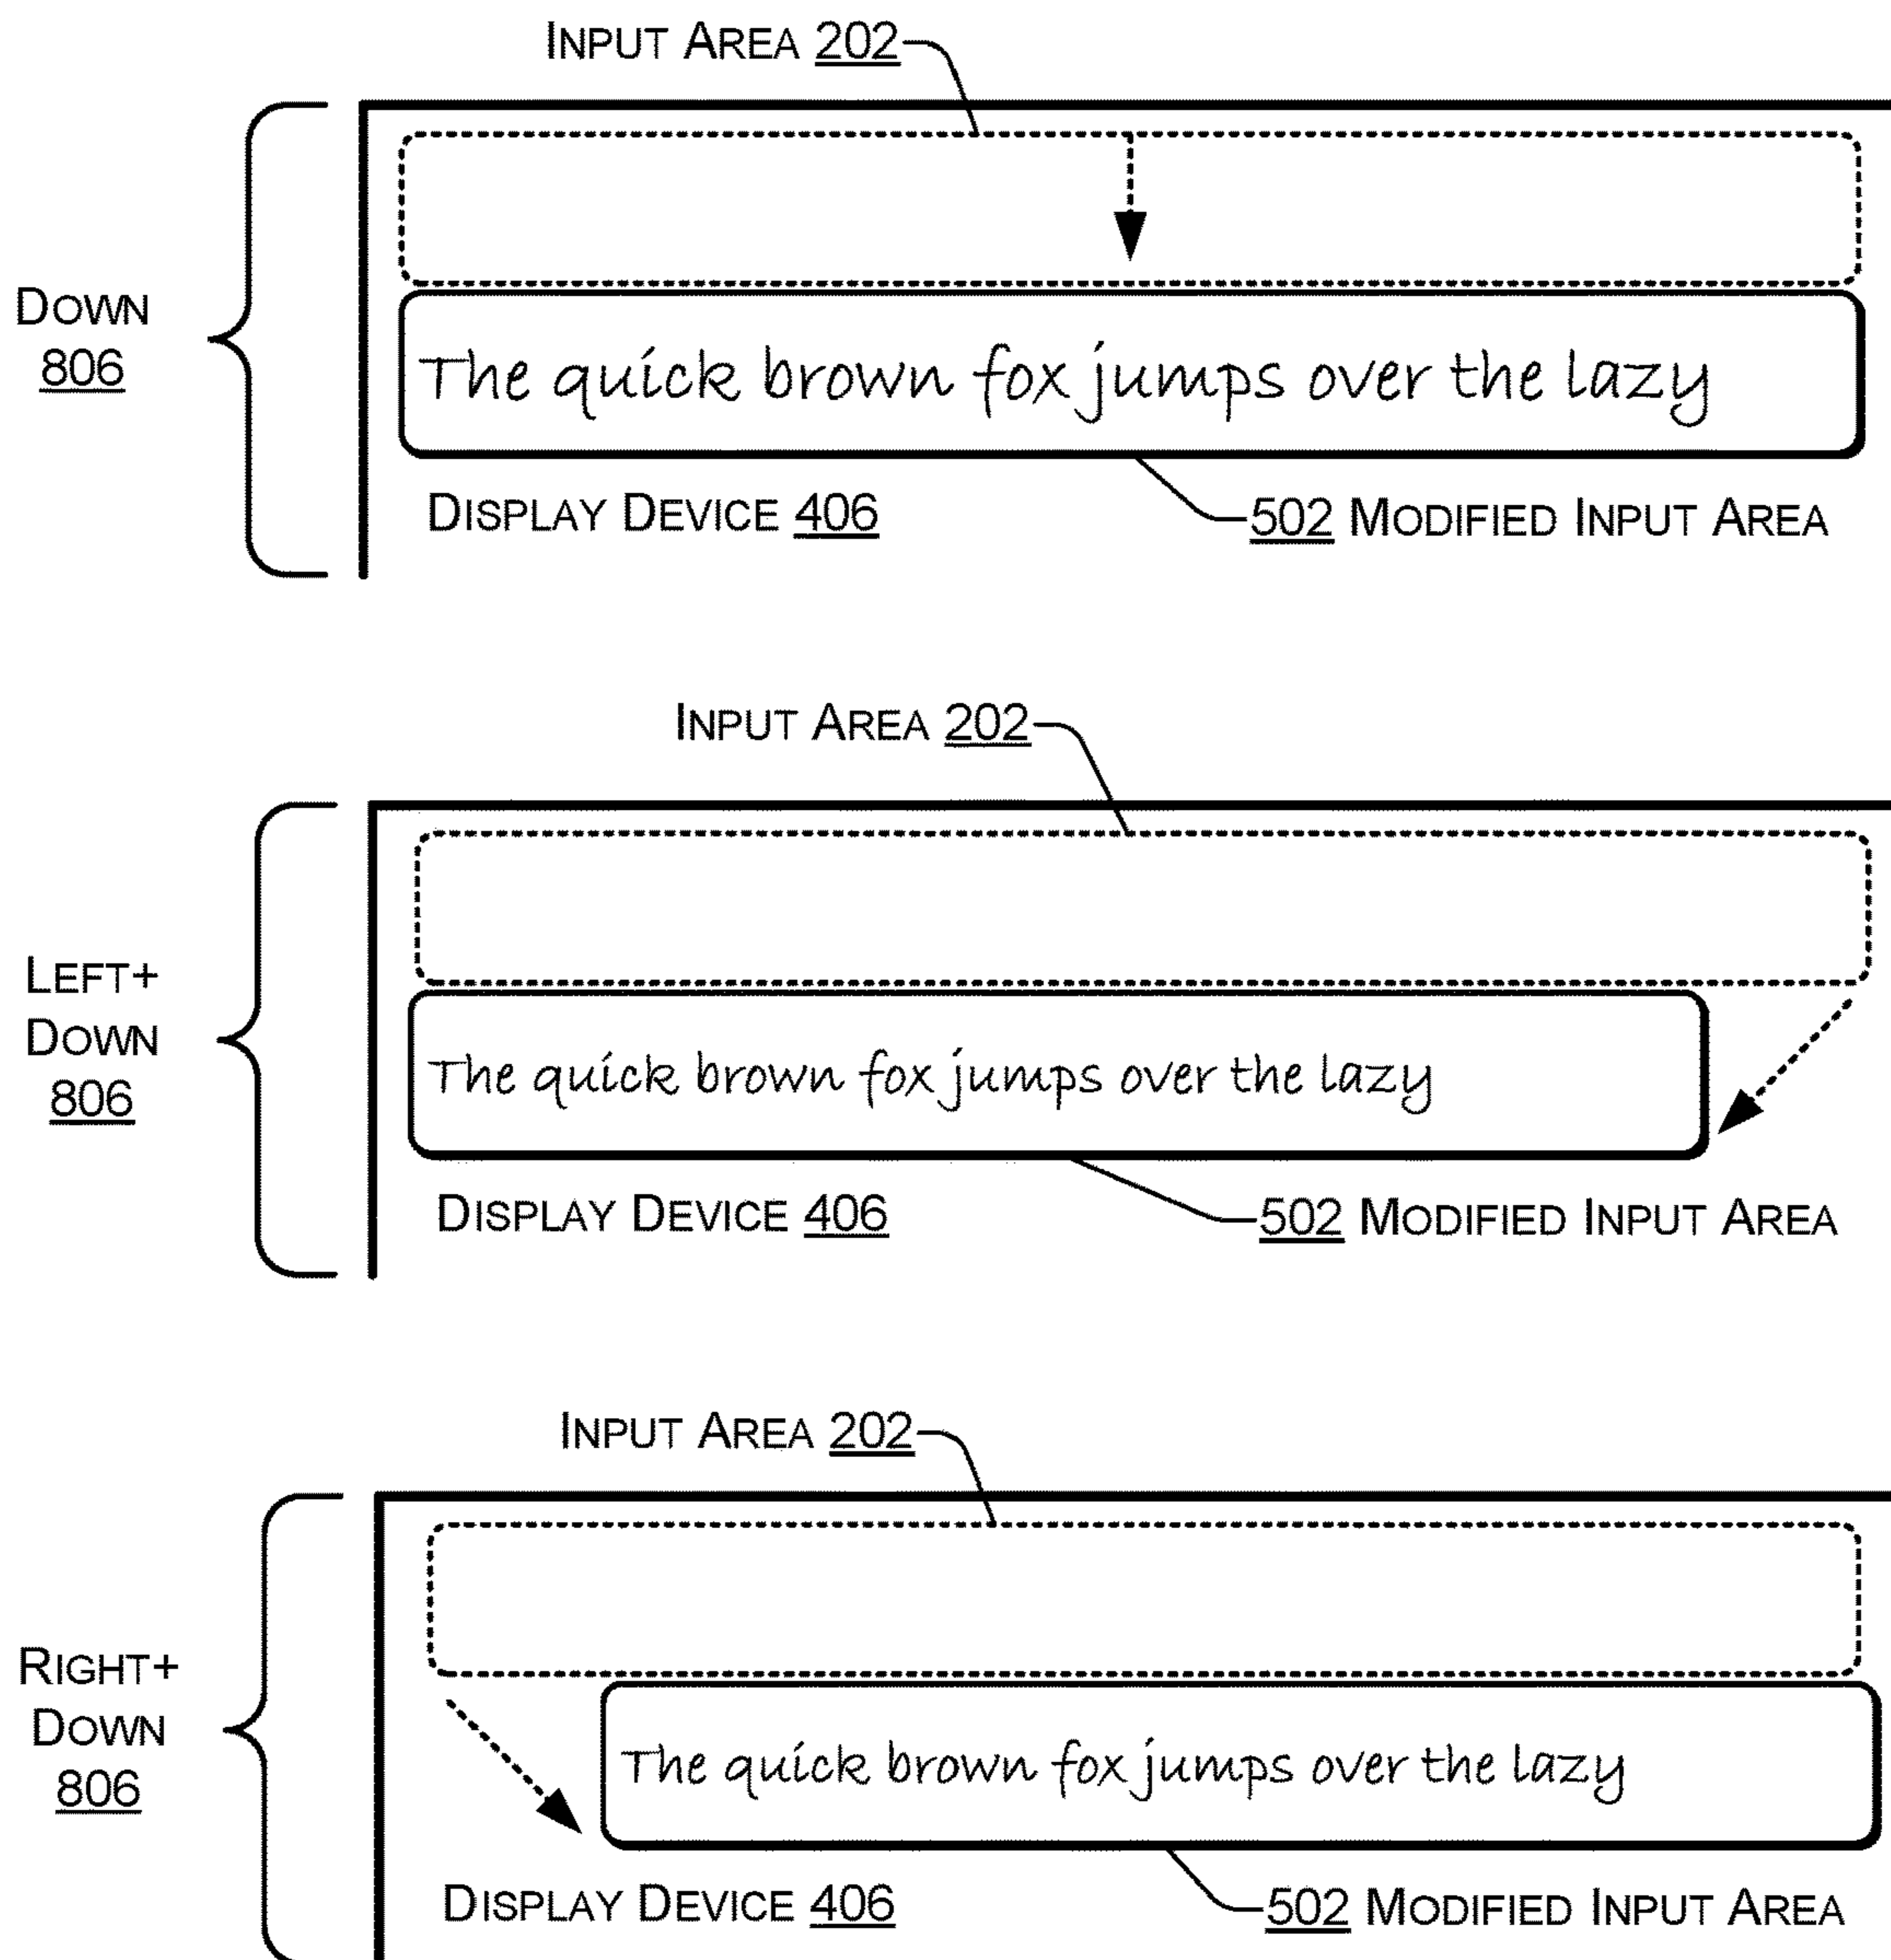 INPUT AREA 202
DOWN
806
The quick brown fox jumps over the lazy
DISPLAY DEVICE 406
502 MODIFIED INPUT AREA
INPUT AREA 202
LEFT+
DOWN
806
The quick brown fox jumps over the lazy
DISPLAY DEVICE 406
502 MODIFIED INPUT AREA
INPUT AREA 202
RIGHT+
DOWN
806
The quick brown fox jumps over the lazy
DISPLAY DEVICE 406
502 MODIFIED INPUT AREA